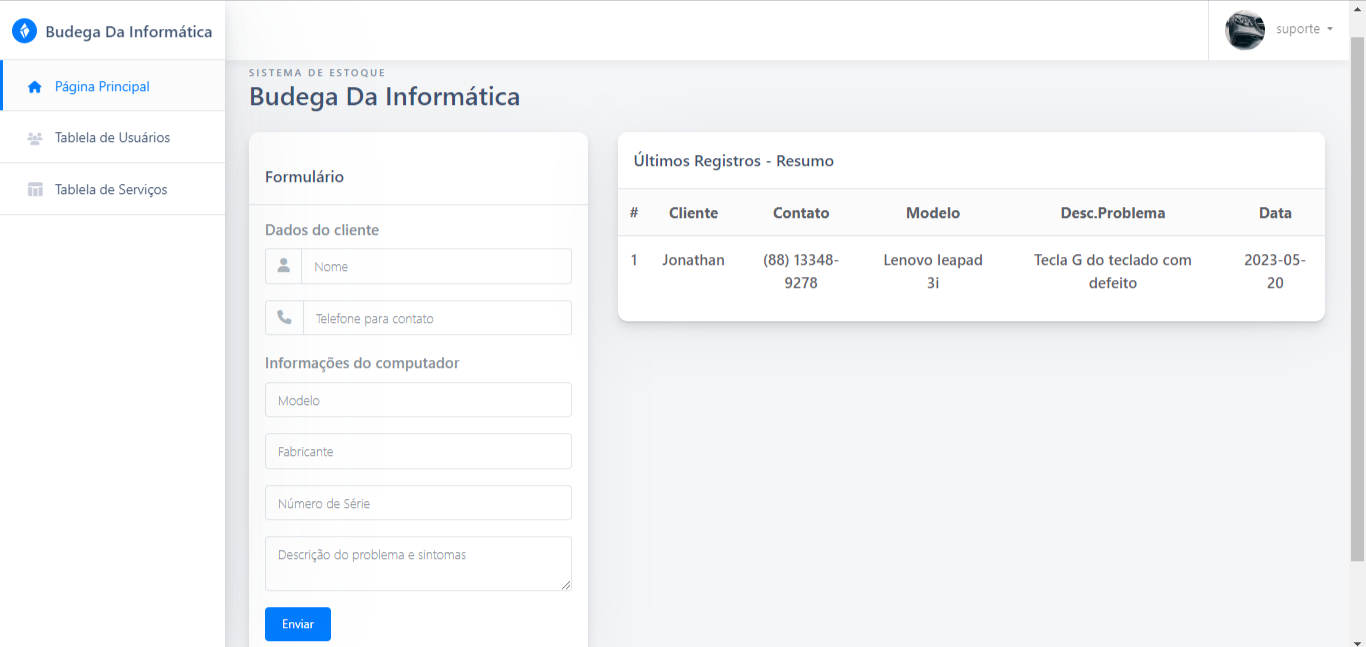 Budega Da Informática
suporte
Página Principal
Tablela de Usuários
Tablela de Serviços
SISTEMA DE ESTOQUE
Budega Da Informática
Formulário
Dados do cliente
Nome
Telefone para contato
Informações do computador
Modelo
Fabricante
Número de Série
Descrição do problema e sintomas
Enviar
Últimos Registros - Resumo
# Cliente Contato Modelo Desc.Problema Data
1 Jonathan (88) 13348- Lenovo Ieapad Tecla G do teclado com 2023-05-
9278 3i defeito 20